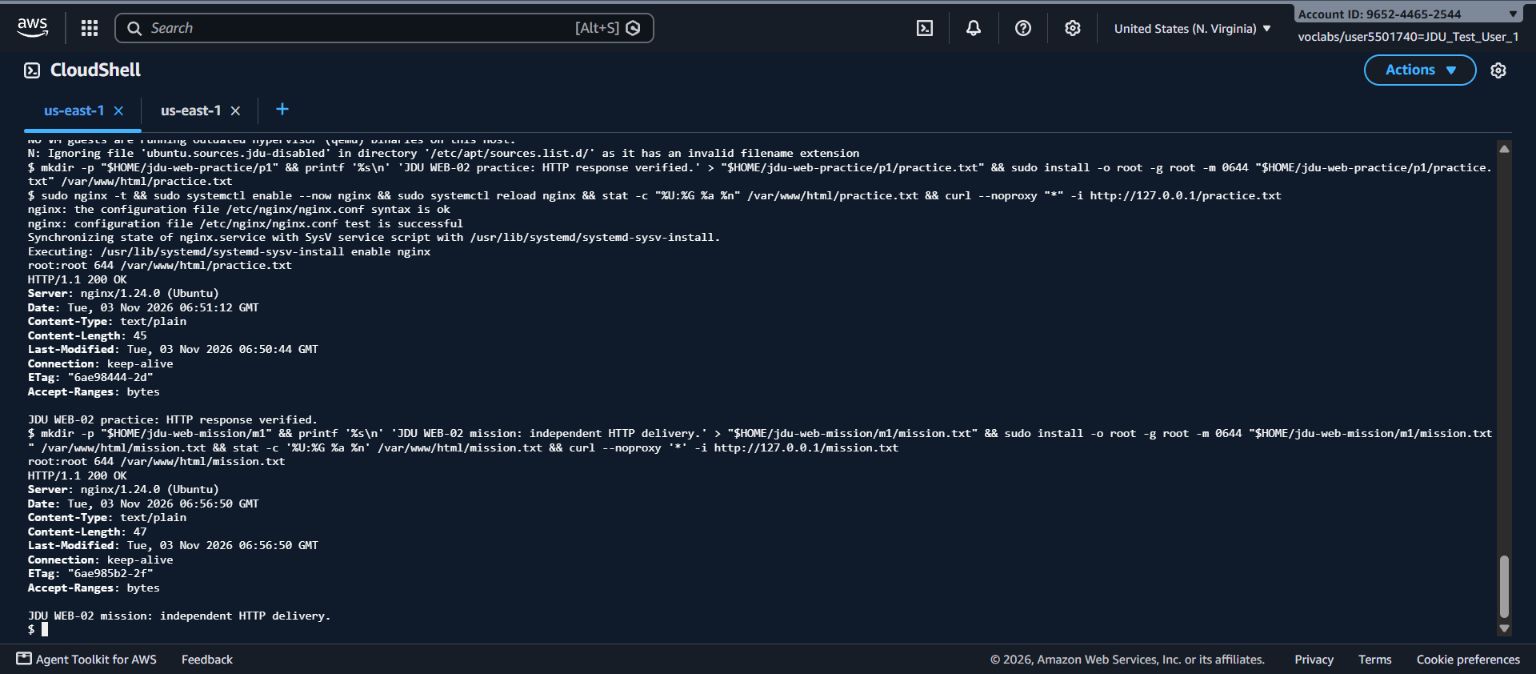 aws
Search
[Alt+S]
United States (N. Virginia) ▼
Account ID: 9652-4465-2544 ▼
voclabs/user5501740=JDU_Test_User_1
CloudShell
Actions ▼
us-east-1 ×
us-east-1 ×
+
No VM guests are running outdated hypervisor (qemu) binaries on this host.
N: Ignoring file 'ubuntu.sources.jdu-disabled' in directory '/etc/apt/sources.list.d/' as it has an invalid filename extension
$ mkdir -p "$HOME/jdu-web-practice/p1" && printf '%s\n' 'JDU WEB-02 practice: HTTP response verified.' > "$HOME/jdu-web-practice/p1/practice.txt" && sudo install -o root -g root -m 0644 "$HOME/jdu-web-practice/p1/practice.
txt" /var/www/html/practice.txt
$ sudo nginx -t && sudo systemctl enable --now nginx && sudo systemctl reload nginx && stat -c "%U:%G %a %n" /var/www/html/practice.txt && curl --noproxy "*" -i http://127.0.0.1/practice.txt
nginx: the configuration file /etc/nginx/nginx.conf syntax is ok
nginx: configuration file /etc/nginx/nginx.conf test is successful
Synchronizing state of nginx.service with SysV service script with /usr/lib/systemd/systemd-sysv-install.
Executing: /usr/lib/systemd/systemd-sysv-install enable nginx
root:root 644 /var/www/html/practice.txt
HTTP/1.1 200 OK
Server: nginx/1.24.0 (Ubuntu)
Date: Tue, 03 Nov 2026 06:51:12 GMT
Content-Type: text/plain
Content-Length: 45
Last-Modified: Tue, 03 Nov 2026 06:50:44 GMT
Connection: keep-alive
ETag: "6ae98444-2d"
Accept-Ranges: bytes
JDU WEB-02 practice: HTTP response verified.
$ mkdir -p "$HOME/jdu-web-mission/m1" && printf '%s\n' 'JDU WEB-02 mission: independent HTTP delivery.' > "$HOME/jdu-web-mission/m1/mission.txt" && sudo install -o root -g root -m 0644 "$HOME/jdu-web-mission/m1/mission.txt
" /var/www/html/mission.txt && stat -c '%U:%G %a %n' /var/www/html/mission.txt && curl --noproxy '*' -i http://127.0.0.1/mission.txt
root:root 644 /var/www/html/mission.txt
HTTP/1.1 200 OK
Server: nginx/1.24.0 (Ubuntu)
Date: Tue, 03 Nov 2026 06:56:50 GMT
Content-Type: text/plain
Content-Length: 47
Last-Modified: Tue, 03 Nov 2026 06:56:50 GMT
Connection: keep-alive
ETag: "6ae985b2-2f"
Accept-Ranges: bytes
JDU WEB-02 mission: independent HTTP delivery.
$
Agent Toolkit for AWS
Feedback
© 2026, Amazon Web Services, Inc. or its affiliates.
Privacy
Terms
Cookie preferences